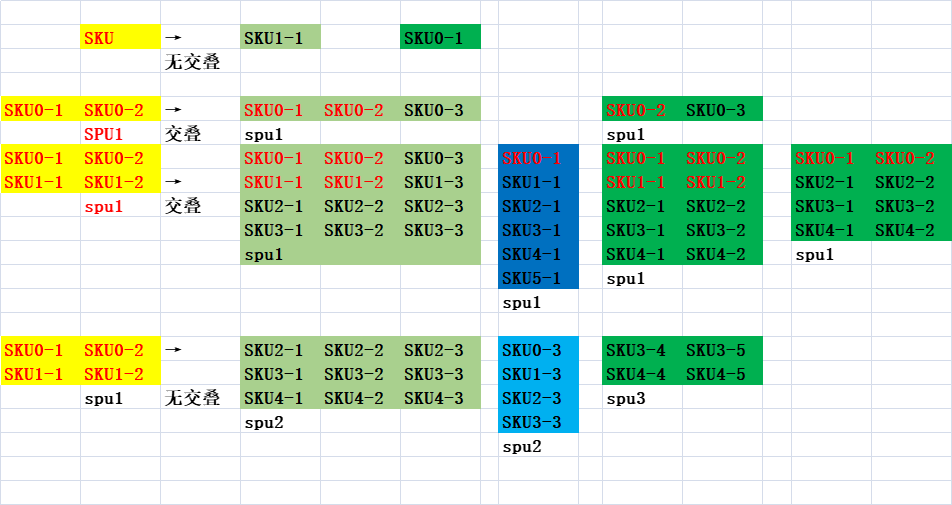 SKU → SKU1-1 SKU0-1
无交叠
SKU0-1 SKU0-2 → SKU0-1 SKU0-2 SKU0-3 SKU0-2 SKU0-3
SPU1 交叠 spu1 spu1
SKU0-1 SKU0-2 SKU0-1 SKU0-2 SKU0-3 SKU0-1 SKU0-1 SKU0-2 SKU0-1 SKU0-2
SKU1-1 SKU1-2 → SKU1-1 SKU1-2 SKU1-3 SKU1-1 SKU1-1 SKU1-2 SKU2-1 SKU2-2
spu1 交叠 SKU2-1 SKU2-2 SKU2-3 SKU2-1 SKU2-1 SKU2-2 SKU3-1 SKU3-2
SKU3-1 SKU3-2 SKU3-3 SKU3-1 SKU3-1 SKU3-2 SKU4-1 SKU4-2
spu1 SKU4-1 SKU4-1 SKU4-2 spu1
SKU5-1 spu1
spu1
SKU0-1 SKU0-2 → SKU2-1 SKU2-2 SKU2-3 SKU0-3 SKU3-4 SKU3-5
SKU1-1 SKU1-2 SKU3-1 SKU3-2 SKU3-3 SKU1-3 SKU4-4 SKU4-5
spu1 无交叠 SKU4-1 SKU4-2 SKU4-3 SKU2-3 spu3
spu2 SKU3-3
spu2